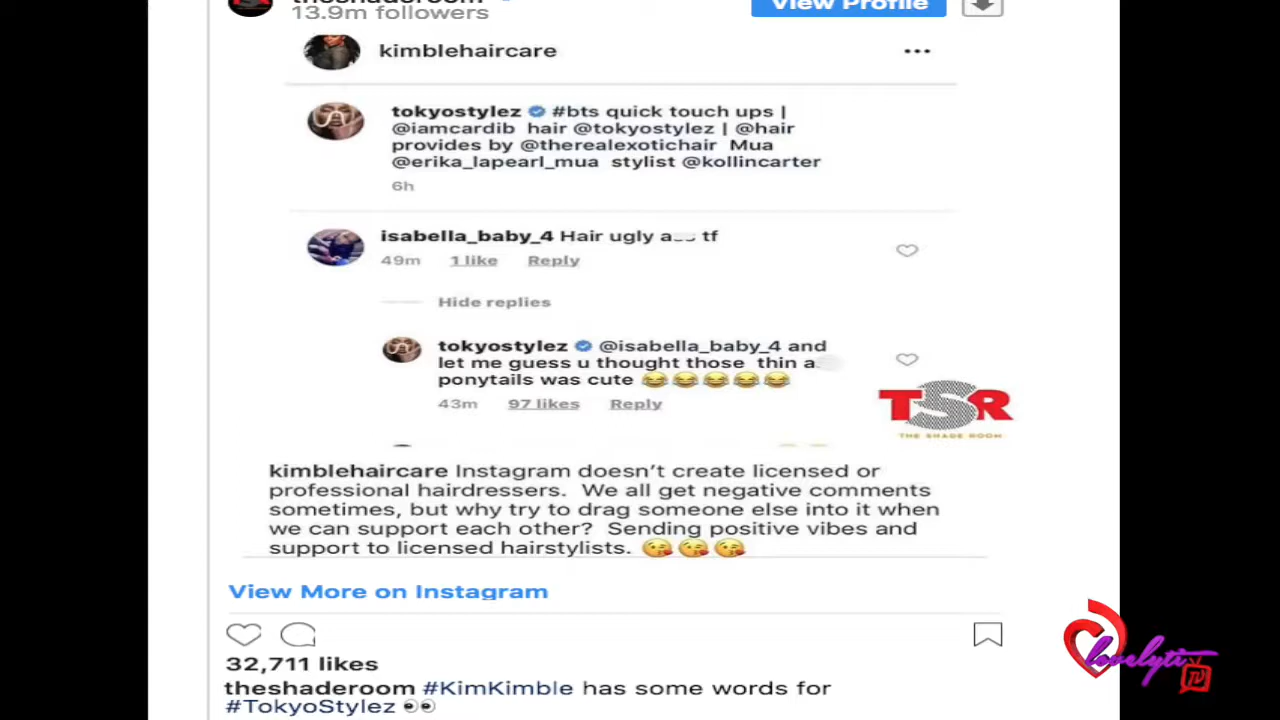 theshaderoom
13.9m followers
View Profile
kimblehaircare
tokyostylez #bts quick touch ups |
@iamcardib hair @tokyostylez | @hair
provides by @therealexotichair Mua
@erika_lapearl_mua stylist @kollincarter
6h
isabella_baby_4 Hair ugly a tf
49m 1 like Reply
Hide replies
tokyostylez @isabella_baby_4 and
let me guess u thought those thin a
ponytails was cute 😂😂😂😂😂
43m 97 likes Reply
TSR
THE SHADE ROOM
kimblehaircare Instagram doesn't create licensed or
professional hairdressers. We all get negative comments
sometimes, but why try to drag someone else into it when
we can support each other? Sending positive vibes and
support to licensed hairstylists. 😘😘😘
View More on Instagram
32,711 likes
theshaderoom #KimKimble has some words for
#TokyoStylez 👀
lovelyti
TV